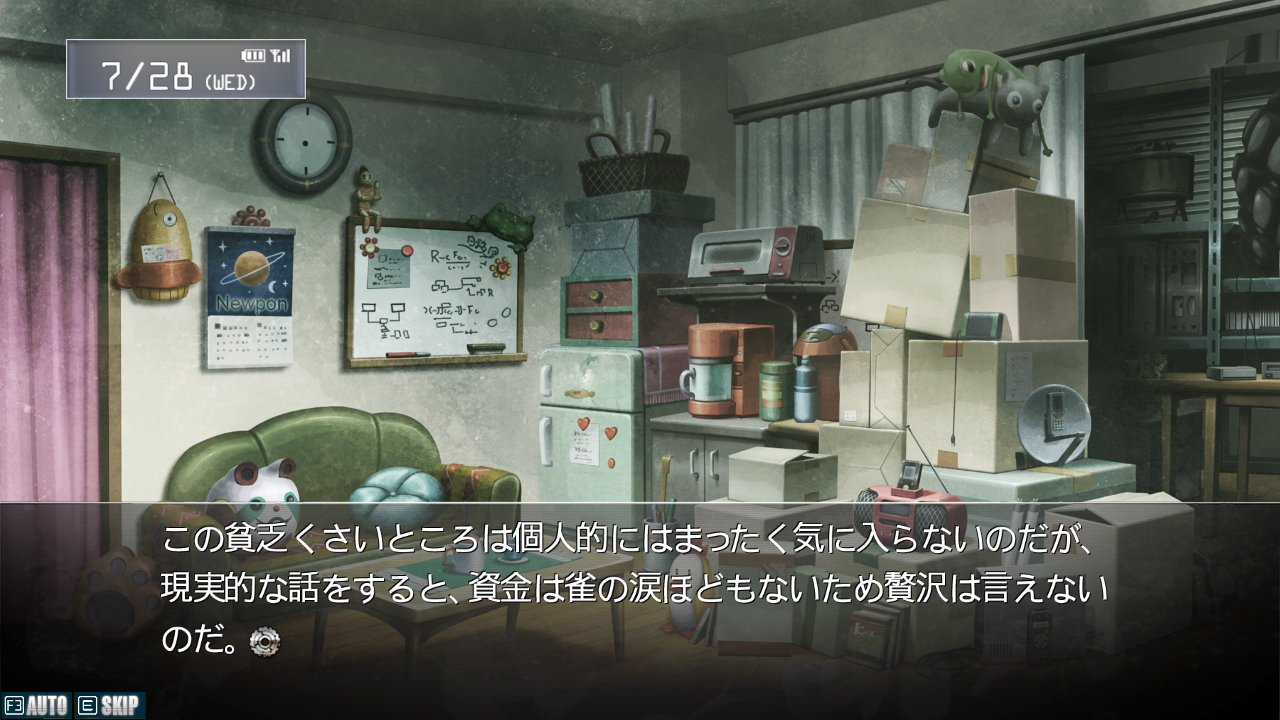 7/28 (WED)
Newpon
この貧乏くさいところは個人的にはまったく気に入らないのだが、
現実的な話をすると、資金は雀の涙ほどもないため贅沢は言えない
のだ。
F3 AUTO E SKIP